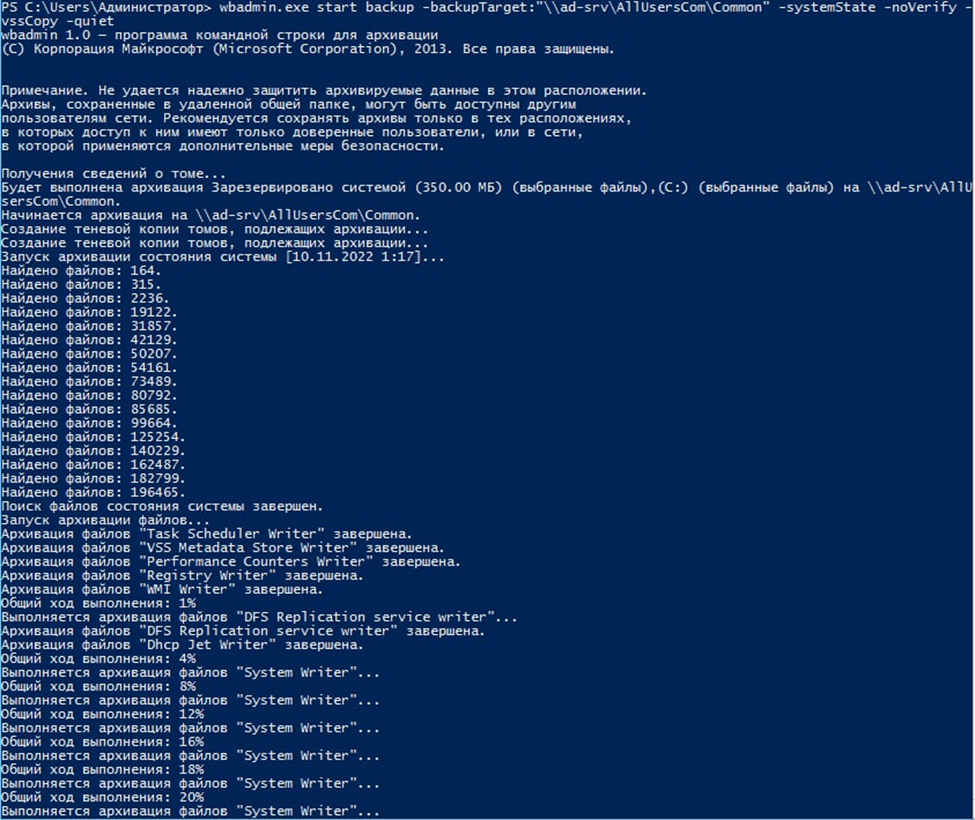 PS C:\Users\Администратор> wbadmin.exe start backup -backupTarget:"\\ad-srv\AllUsersCom\Common" -systemState -noVerify -
vssCopy -quiet
wbadmin 1.0 – программа командной строки для архивации
(C) Корпорация Майкрософт (Microsoft Corporation), 2013. Все права защищены.
Примечание. Не удается надежно защитить архивируемые данные в этом расположении.
Архивы, сохраненные в удаленной общей папке, могут быть доступны другим
пользователям сети. Рекомендуется сохранять архивы только в тех расположениях,
в которых доступ к ним имеют только доверенные пользователи, или в сети,
в которой применяются дополнительные меры безопасности.
Получения сведений о томе...
Будет выполнена архивация Зарезервировано системой (350.00 МБ) (выбранные файлы),(C:) (выбранные файлы) на \\ad-srv\AllU
sersCom\Common.
Начинается архивация на \\ad-srv\AllUsersCom\Common.
Создание теневой копии томов, подлежащих архивации...
Создание теневой копии томов, подлежащих архивации...
Запуск архивации состояния системы [10.11.2022 1:17]...
Найдено файлов: 164.
Найдено файлов: 315.
Найдено файлов: 2236.
Найдено файлов: 19122.
Найдено файлов: 31857.
Найдено файлов: 42129.
Найдено файлов: 50207.
Найдено файлов: 54161.
Найдено файлов: 73489.
Найдено файлов: 80792.
Найдено файлов: 85685.
Найдено файлов: 99664.
Найдено файлов: 125254.
Найдено файлов: 140229.
Найдено файлов: 162487.
Найдено файлов: 182799.
Найдено файлов: 196465.
Поиск файлов состояния системы завершен.
Запуск архивации файлов...
Архивация файлов "Task Scheduler Writer" завершена.
Архивация файлов "VSS Metadata Store Writer" завершена.
Архивация файлов "Performance Counters Writer" завершена.
Архивация файлов "Registry Writer" завершена.
Архивация файлов "WMI Writer" завершена.
Общий ход выполнения: 1%
Выполняется архивация файлов "DFS Replication service writer"...
Архивация файлов "DFS Replication service writer" завершена.
Архивация файлов "Dhcp Jet Writer" завершена.
Общий ход выполнения: 4%
Выполняется архивация файлов "System Writer"...
Общий ход выполнения: 8%
Выполняется архивация файлов "System Writer"...
Общий ход выполнения: 12%
Выполняется архивация файлов "System Writer"...
Общий ход выполнения: 16%
Выполняется архивация файлов "System Writer"...
Общий ход выполнения: 18%
Выполняется архивация файлов "System Writer"...
Общий ход выполнения: 20%
Выполняется архивация файлов "System Writer"...